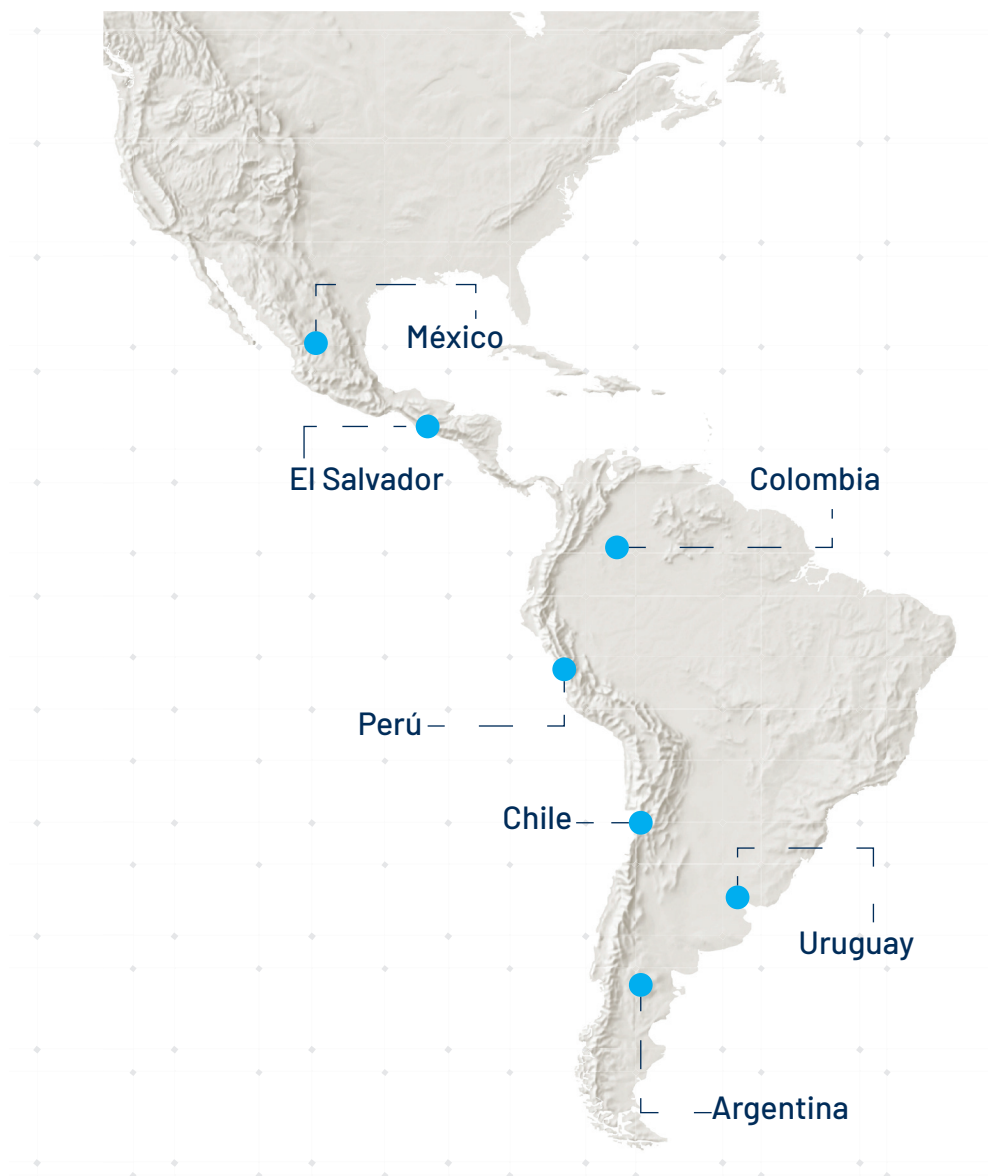 México
El Salvador
Colombia
Perú
Chile
Uruguay
Argentina